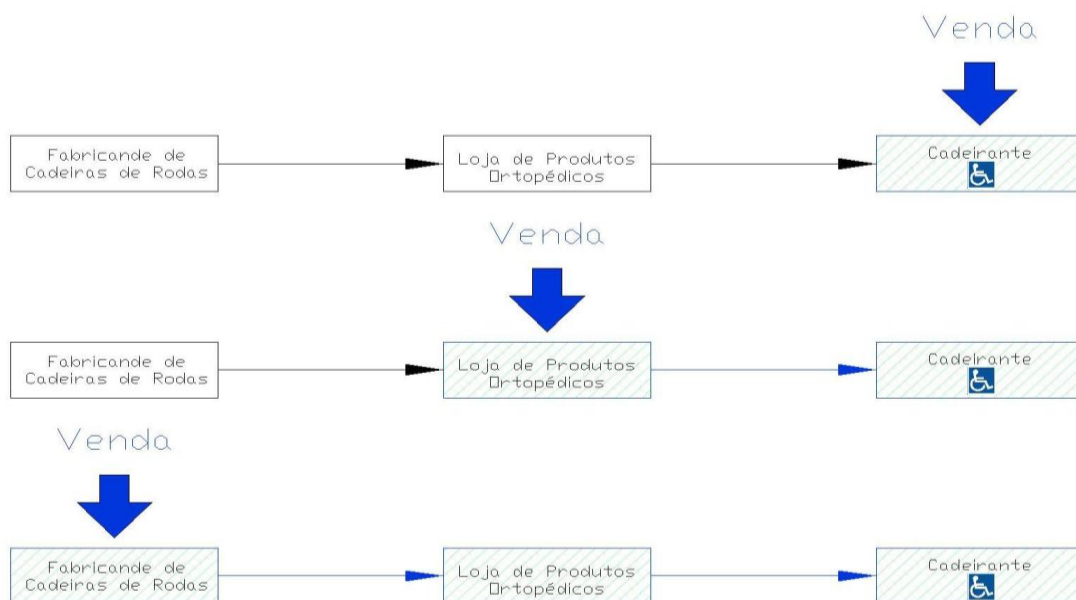 Venda
Fabricande de
Cadeiras de Rodas
Loja de Produtos
Ortopédicos
Cadeirante
Venda
Fabricande de
Cadeiras de Rodas
Loja de Produtos
Ortopédicos
Cadeirante
Venda
Fabricande de
Cadeiras de Rodas
Loja de Produtos
Ortopédicos
Cadeirante